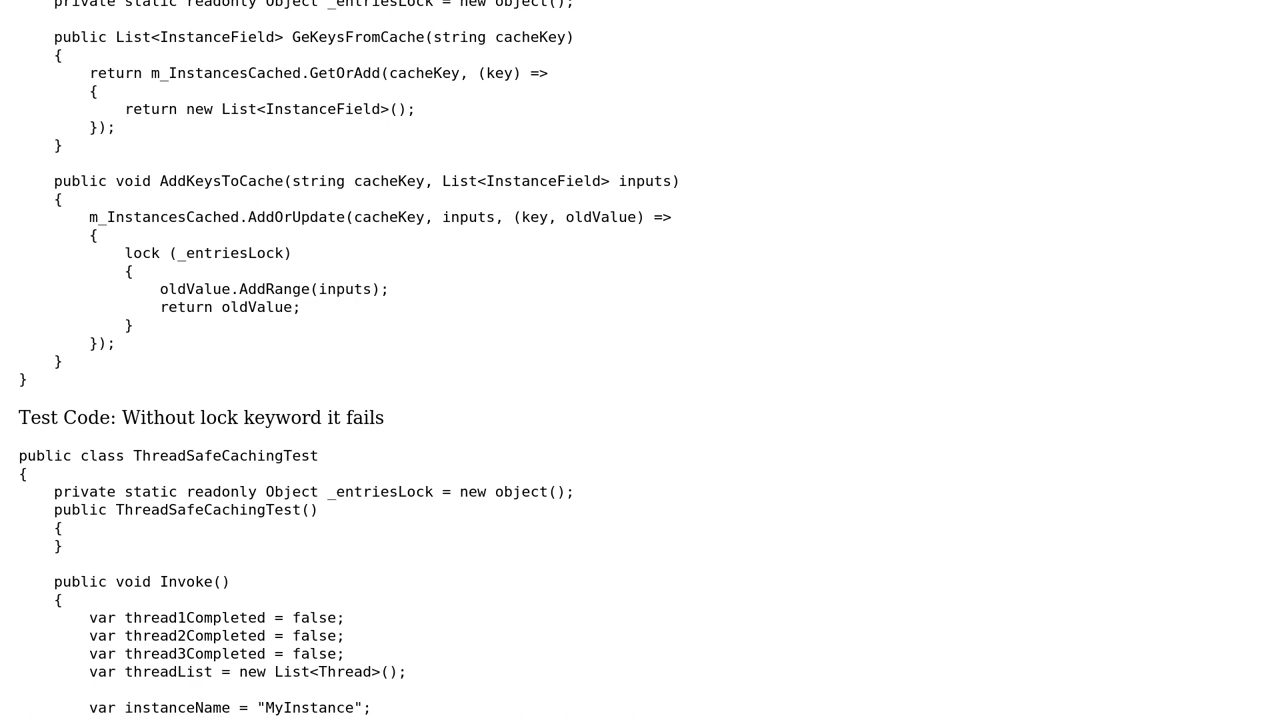 private static readonly Object _entriesLock = new object();
public List<InstanceField> GeKeysFromCache(string cacheKey)
{
return m_InstancesCached.GetOrAdd(cacheKey, (key) =>
{
return new List<InstanceField>();
});
}
public void AddKeysToCache(string cacheKey, List<InstanceField> inputs)
{
m_InstancesCached.AddOrUpdate(cacheKey, inputs, (key, oldValue) =>
{
lock (_entriesLock)
{
oldValue.AddRange(inputs);
return oldValue;
}
});
}
}
Test Code: Without lock keyword it fails
public class ThreadSafeCachingTest
{
private static readonly Object _entriesLock = new object();
public ThreadSafeCachingTest()
{
}
public void Invoke()
{
var thread1Completed = false;
var thread2Completed = false;
var thread3Completed = false;
var threadList = new List<Thread>();
var instanceName = "MyInstance";